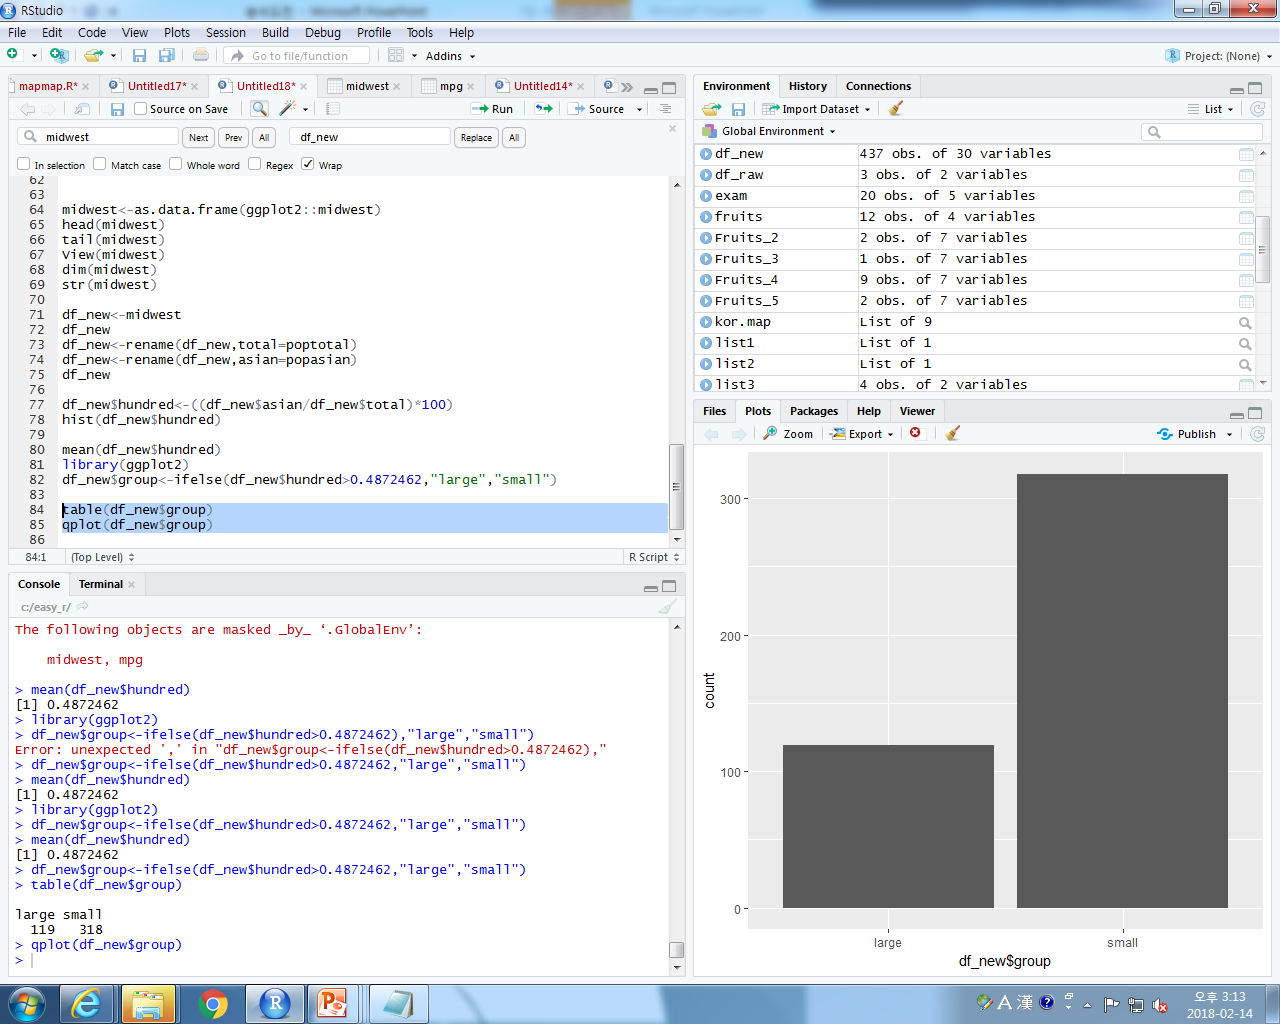 RStudio
File Edit Code View Plots Session Build Debug Profile Tools Help
Go to file/function Addins Project: (None)
mapmap.R* Untitled17* Untitled18* midwest mpg Untitled14*
Source on Save Run Source
midwest Next Prev All df_new Replace All
In selection Match case Whole word Regex Wrap
62
63
64 midwest<-as.data.frame(ggplot2::midwest)
65 head(midwest)
66 tail(midwest)
67 View(midwest)
68 dim(midwest)
69 str(midwest)
70
71 df_new<-midwest
72 df_new
73 df_new<-rename(df_new,total=poptotal)
74 df_new<-rename(df_new,asian=popasian)
75 df_new
76
77 df_new$hundred<-((df_new$asian/df_new$total)*100)
78 hist(df_new$hundred)
79
80 mean(df_new$hundred)
81 library(ggplot2)
82 df_new$group<-ifelse(df_new$hundred>0.4872462,"large","small")
83
84 table(df_new$group)
85 qplot(df_new$group)
86
84:1 (Top Level) R Script
Console Terminal
c:/easy_r/
The following objects are masked _by_ ‘.GlobalEnv’:
midwest, mpg
> mean(df_new$hundred)
[1] 0.4872462
> library(ggplot2)
> df_new$group<-ifelse(df_new$hundred>0.4872462),"large","small")
Error: unexpected ',' in "df_new$group<-ifelse(df_new$hundred>0.4872462),"
> df_new$group<-ifelse(df_new$hundred>0.4872462,"large","small")
> mean(df_new$hundred)
[1] 0.4872462
> library(ggplot2)
> df_new$group<-ifelse(df_new$hundred>0.4872462,"large","small")
> mean(df_new$hundred)
[1] 0.4872462
> df_new$group<-ifelse(df_new$hundred>0.4872462,"large","small")
> table(df_new$group)
large small
119 318
> qplot(df_new$group)
>
Environment History Connections
Import Dataset List
Global Environment
df_new 437 obs. of 30 variables
df_raw 3 obs. of 2 variables
exam 20 obs. of 5 variables
fruits 12 obs. of 4 variables
Fruits_2 2 obs. of 7 variables
Fruits_3 1 obs. of 7 variables
Fruits_4 9 obs. of 7 variables
Fruits_5 2 obs. of 7 variables
kor.map List of 9
list1 List of 1
list2 List of 1
list3 4 obs. of 2 variables
Files Plots Packages Help Viewer
Zoom Export Publish
300
200
100
0
count
large small
df_new$group
A 漢
오후 3:13
2018-02-14